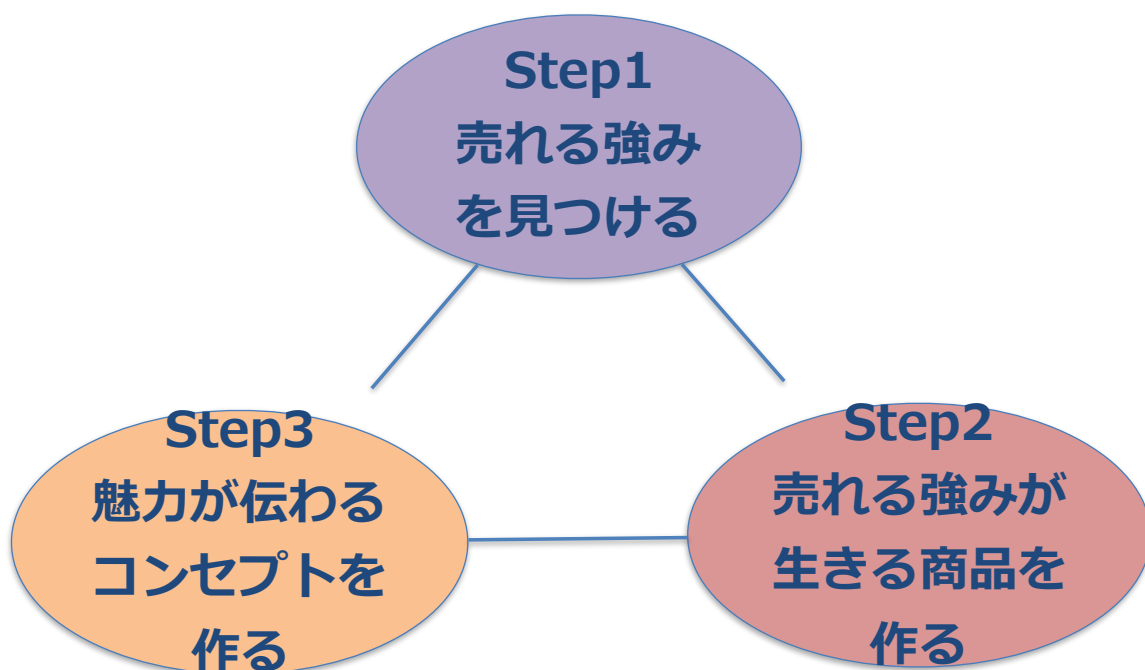 Step1
売れる強み
を見つける
Step2
売れる強みが
生きる商品を
作る
Step3
魅力が伝わる
コンセプトを
作る